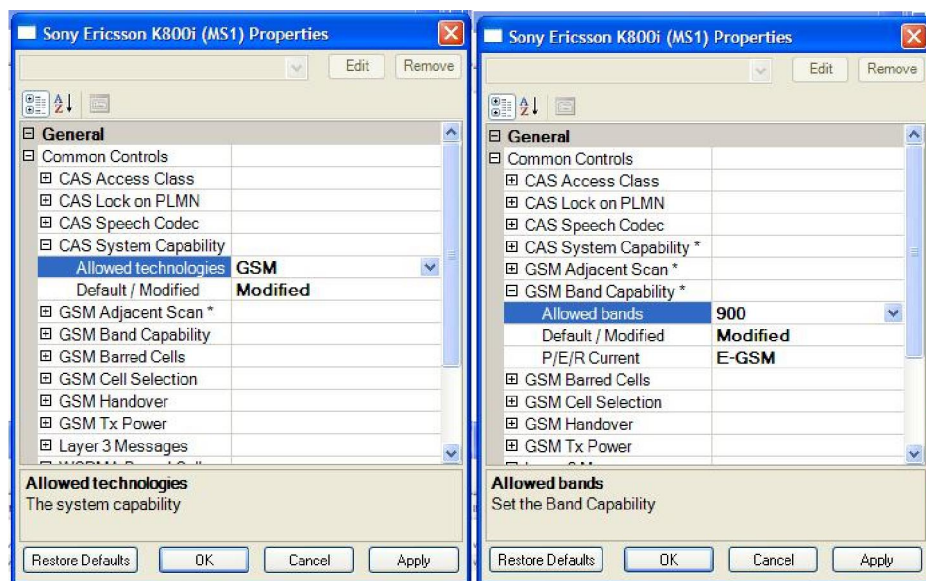 Sony Ericsson K800i (MS1) Properties
Edit Remove
General
Common Controls
CAS Access Class
CAS Lock on PLMN
CAS Speech Codec
CAS System Capability
Allowed technologies GSM
Default / Modified Modified
GSM Adjacent Scan *
GSM Band Capability
GSM Barred Cells
GSM Cell Selection
GSM Handover
GSM Tx Power
Layer 3 Messages
Allowed technologies
The system capability
Restore Defaults OK Cancel Apply
Sony Ericsson K800i (MS1) Properties
Edit Remove
General
Common Controls
CAS Access Class
CAS Lock on PLMN
CAS Speech Codec
CAS System Capability *
GSM Adjacent Scan *
GSM Band Capability *
Allowed bands 900
Default / Modified Modified
P/E/R Current E-GSM
GSM Barred Cells
GSM Cell Selection
GSM Handover
GSM Tx Power
Allowed bands
Set the Band Capability
Restore Defaults OK Cancel Apply